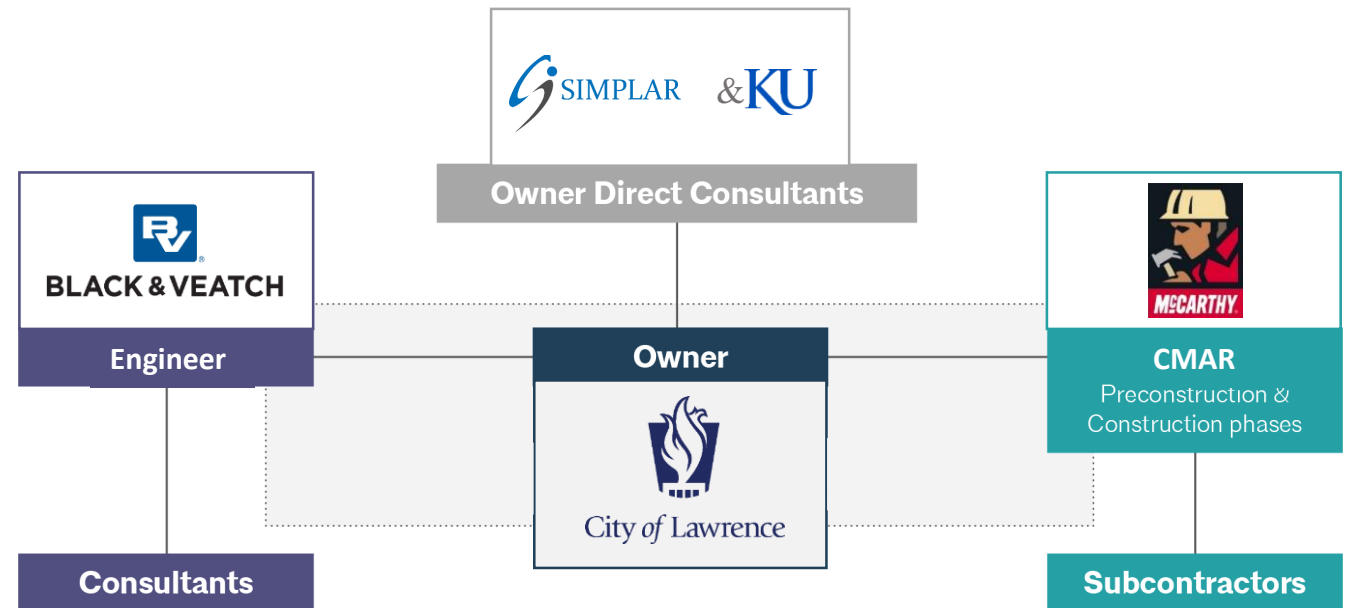 SIMPLAR &KU
Owner Direct Consultants
BV®
BLACK & VEATCH
Engineer
Consultants
Owner
City of Lawrence
McCARTHY®
CMAR
Preconstruction &
Construction phases
Subcontractors